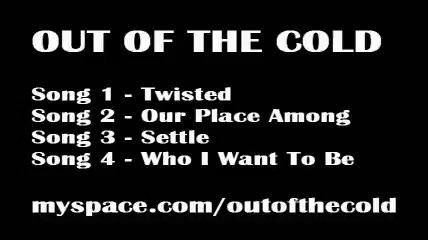 OUT OF THE COLD
Song 1 - Twisted
Song 2 - Our Place Among
Song 3 - Settle
Song 4 - Who I Want To Be
myspace.com/outofthecold